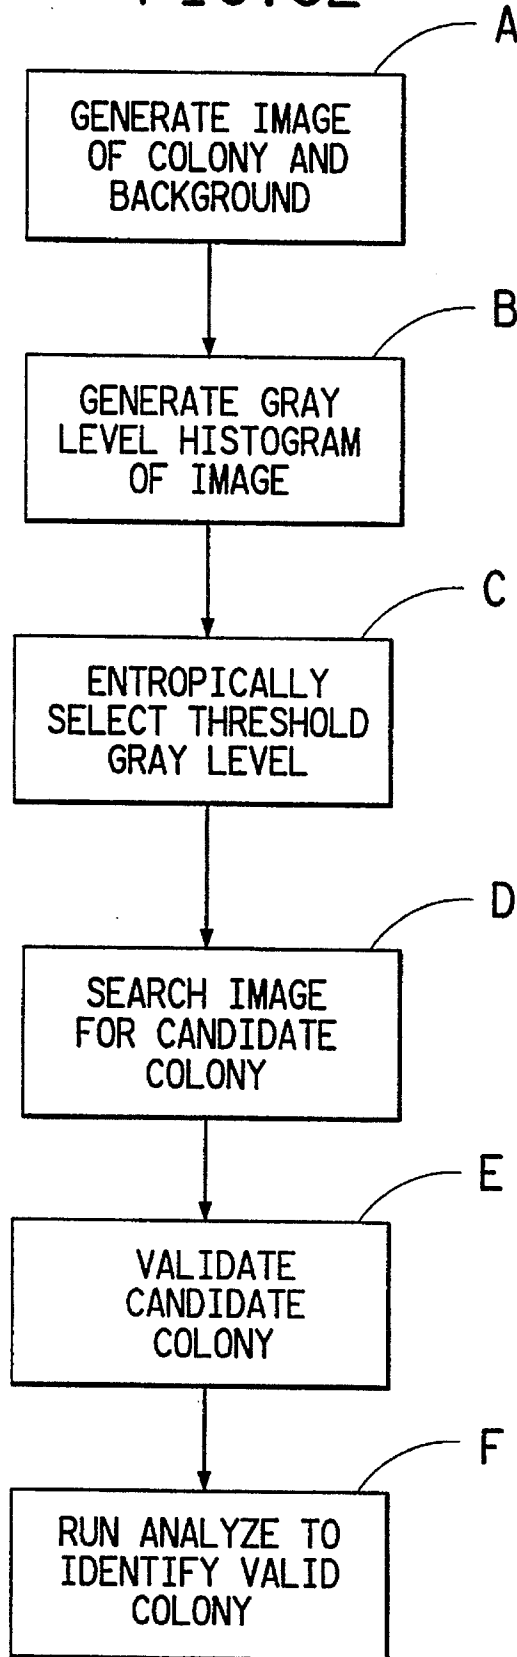 A
GENERATE IMAGE
OF COLONY AND
BACKGROUND
B
GENERATE GRAY
LEVEL HISTOGRAM
OF IMAGE
C
ENTROPICALLY
SELECT THRESHOLD
GRAY LEVEL
D
SEARCH IMAGE
FOR CANDIDATE
COLONY
E
VALIDATE
CANDIDATE
COLONY
F
RUN ANALYZE TO
IDENTIFY VALID
COLONY